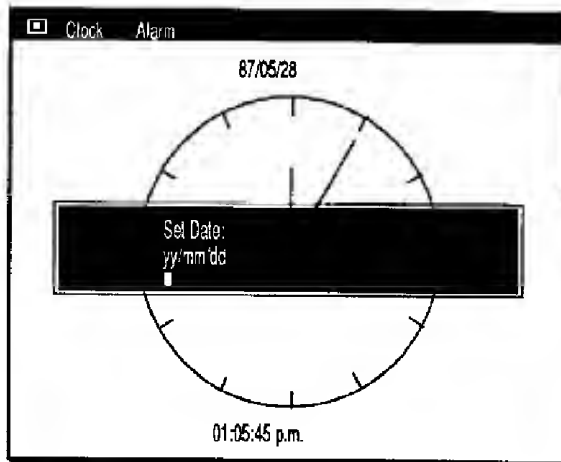 Clock Alarm
87/05/28
Set Date:
yy/mm/dd
01:05:45 p.m.